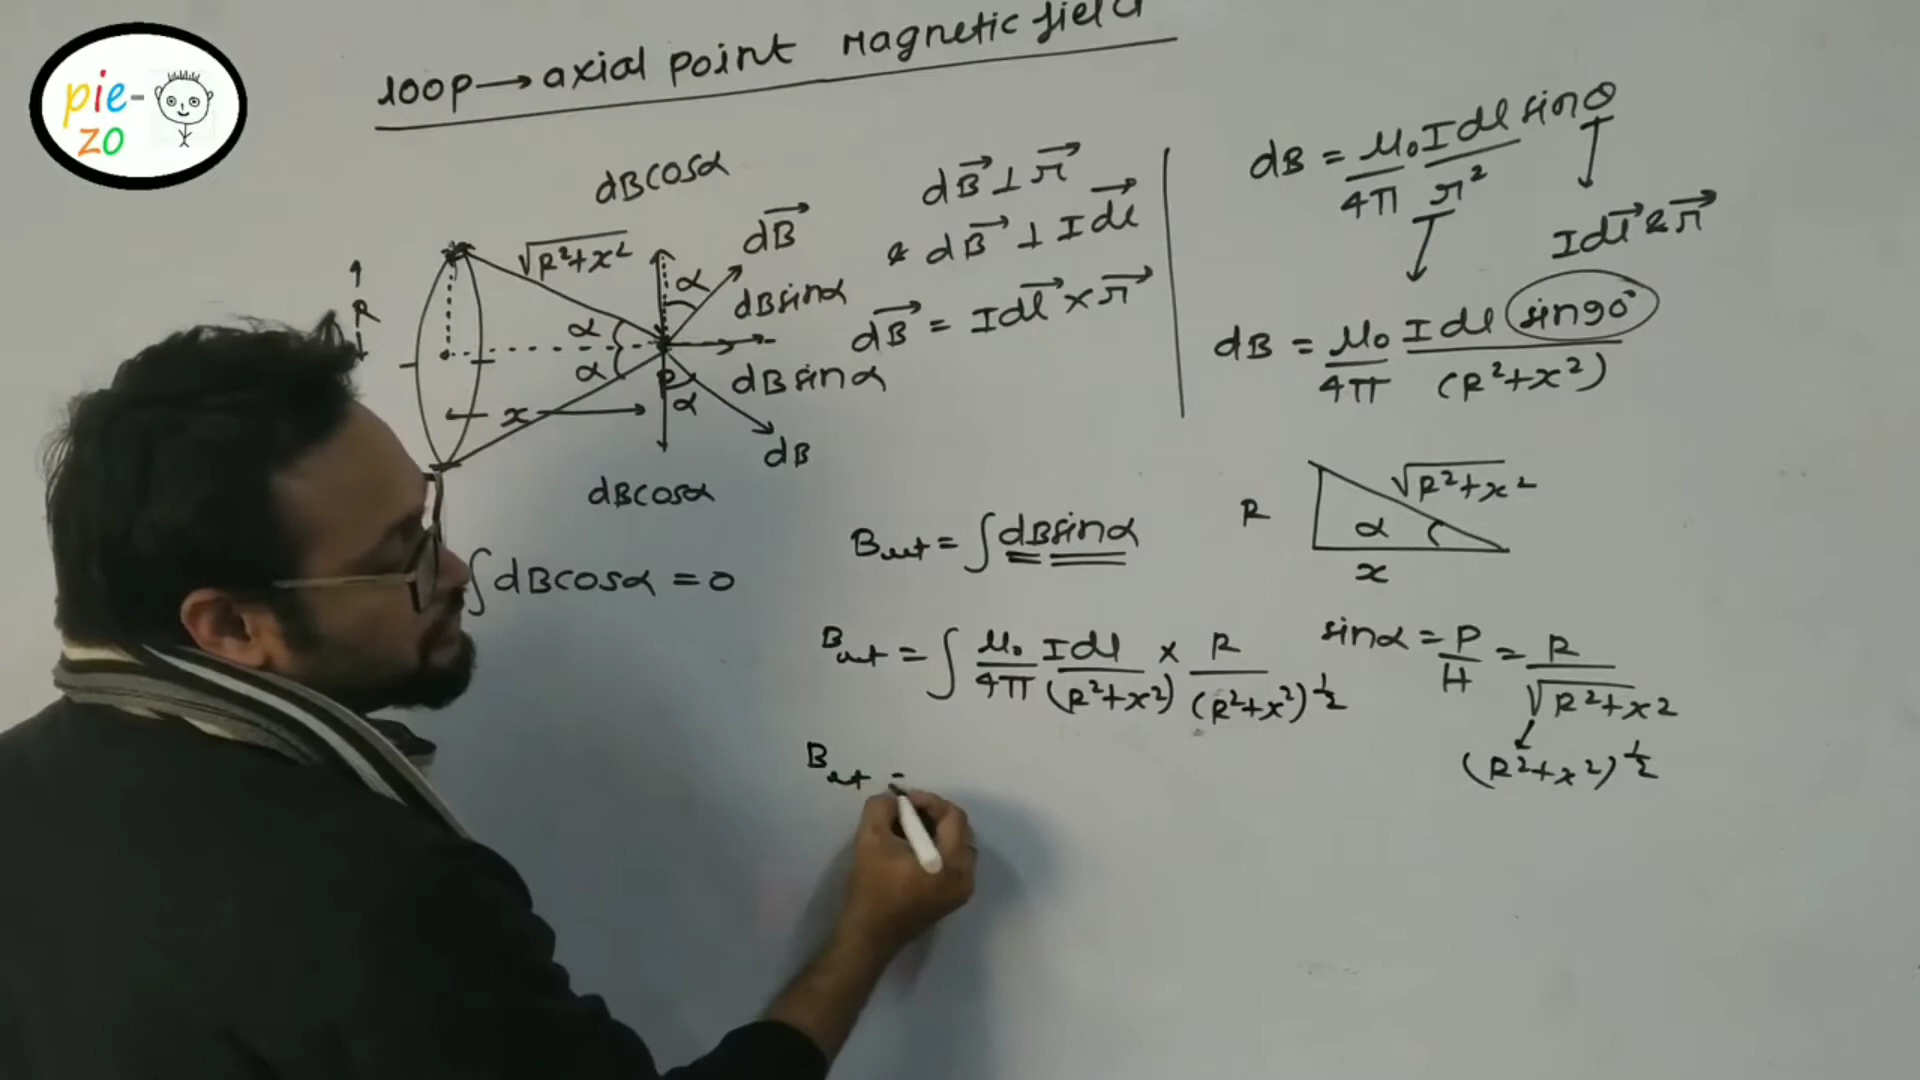 pie-
zo
loop→axial point Magnetic field
dBcosα
dB⃗
√R²+x²
R
α
dBsinα
α
α
P
dBsinα
x
α
dB
dBcosα
∫dBcosα = 0
dB⃗ ⊥ r⃗
& dB⃗ ⊥ Idl⃗
dB⃗ = Idl⃗ × r⃗
dB = μ₀/4π Idl sinθ/r²
Idl⃗ & r⃗
dB = μ₀/4π Idl sin90°/(R²+x²)
R
√R²+x²
α
x
Bnet = ∫dBsinα
Bnet = ∫ μ₀/4π Idl/(R²+x²) × R/(R²+x²)^½
sinα = P/H = R/√R²+x²
(R²+x²)^½
Bnet =